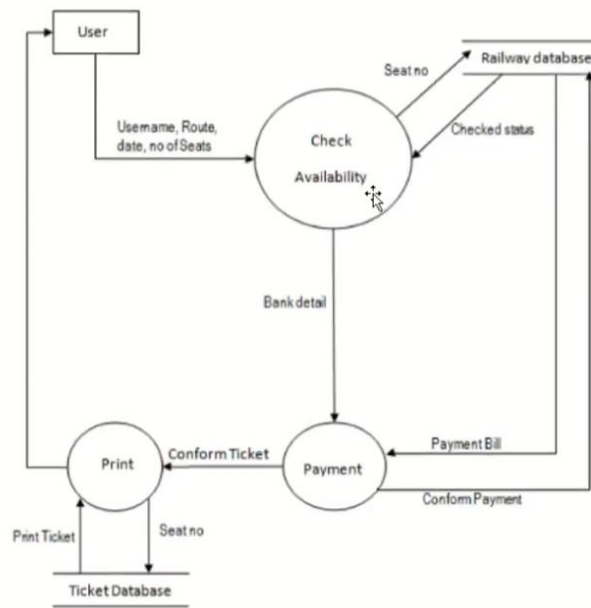 User
Railway database
Seat no
Username, Route,
date, no of Seats
Check
Availability
Checked status
Bank detail
Payment Bill
Conform Ticket
Print
Payment
Conform Payment
Print Ticket
Seat no
Ticket Database